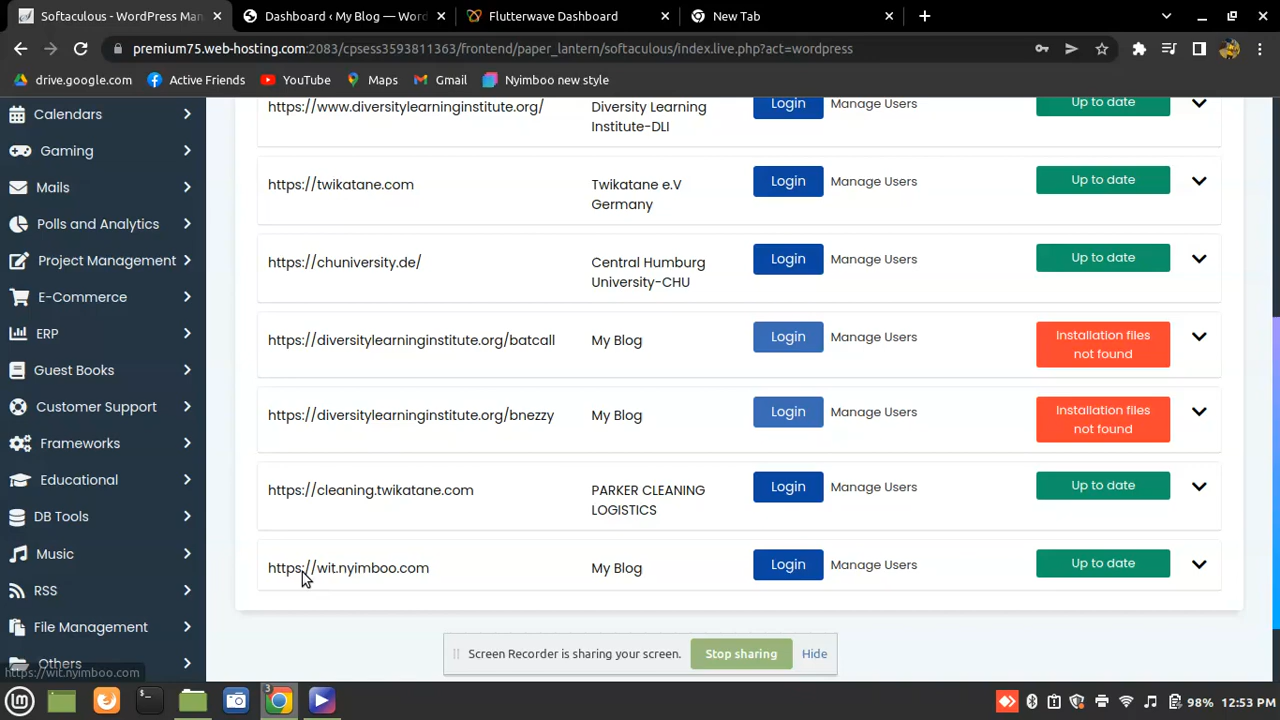 Softaculous - WordPress Man
Dashboard ‹ My Blog — Word
Flutterwave Dashboard
New Tab
premium75.web-hosting.com:2083/cpsess3593811363/frontend/paper_lantern/softaculous/index.live.php?act=wordpress
drive.google.com
Active Friends
YouTube
Maps
Gmail
Nyimboo new style
Calendars
Gaming
Mails
Polls and Analytics
Project Management
E-Commerce
ERP
Guest Books
Customer Support
Frameworks
Educational
DB Tools
Music
RSS
File Management
Others
https://wit.nyimboo.com
https://www.diversitylearninginstitute.org/
Diversity Learning
Institute-DLI
Login
Manage Users
Up to date
https://twikatane.com
Twikatane e.V
Germany
Login
Manage Users
Up to date
https://chuniversity.de/
Central Humburg
University-CHU
Login
Manage Users
Up to date
https://diversitylearninginstitute.org/batcall
My Blog
Login
Manage Users
Installation files
not found
https://diversitylearninginstitute.org/bnezzy
My Blog
Login
Manage Users
Installation files
not found
https://cleaning.twikatane.com
PARKER CLEANING
LOGISTICS
Login
Manage Users
Up to date
https://wit.nyimboo.com
My Blog
Login
Manage Users
Up to date
Screen Recorder is sharing your screen.
Stop sharing
Hide
3
98%
12:53 PM